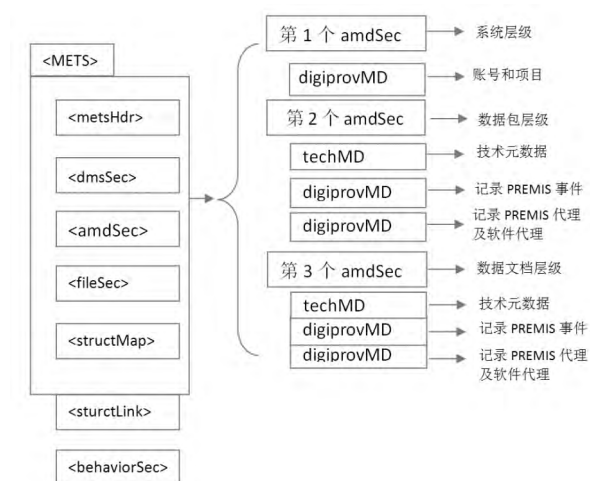 <METS>
<metsHdr>
<dmsSec>
<amdSec>
<fileSec>
<structMap>
<sturctLink>
<behaviorSec>
第 1 个 amdSec
系统层级
digiprovMD
账号和项目
第 2 个 amdSec
数据包层级
techMD
技术元数据
digiprovMD
记录 PREMIS 事件
digiprovMD
记录 PREMIS 代理
及软件代理
第 3 个 amdSec
数据文档层级
techMD
技术元数据
digiprovMD
记录 PREMIS 事件
digiprovMD
记录 PREMIS 代理
及软件代理